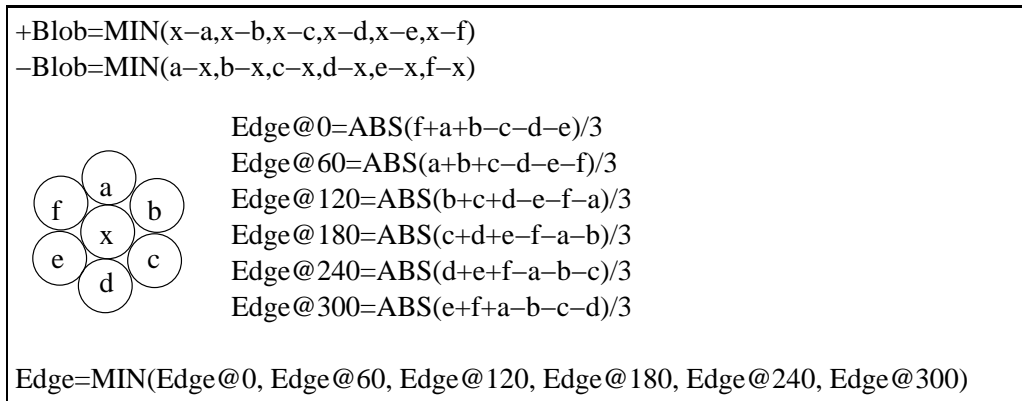 +Blob=MIN(x−a,x−b,x−c,x−d,x−e,x−f)
−Blob=MIN(a−x,b−x,c−x,d−x,e−x,f−x)
Edge@0=ABS(f+a+b−c−d−e)/3
Edge@60=ABS(a+b+c−d−e−f)/3
Edge@120=ABS(b+c+d−e−f−a)/3
Edge@180=ABS(c+d+e−f−a−b)/3
Edge@240=ABS(d+e+f−a−b−c)/3
Edge@300=ABS(e+f+a−b−c−d)/3
a
f b
x
e c
d
Edge=MIN(Edge@0, Edge@60, Edge@120, Edge@180, Edge@240, Edge@300)